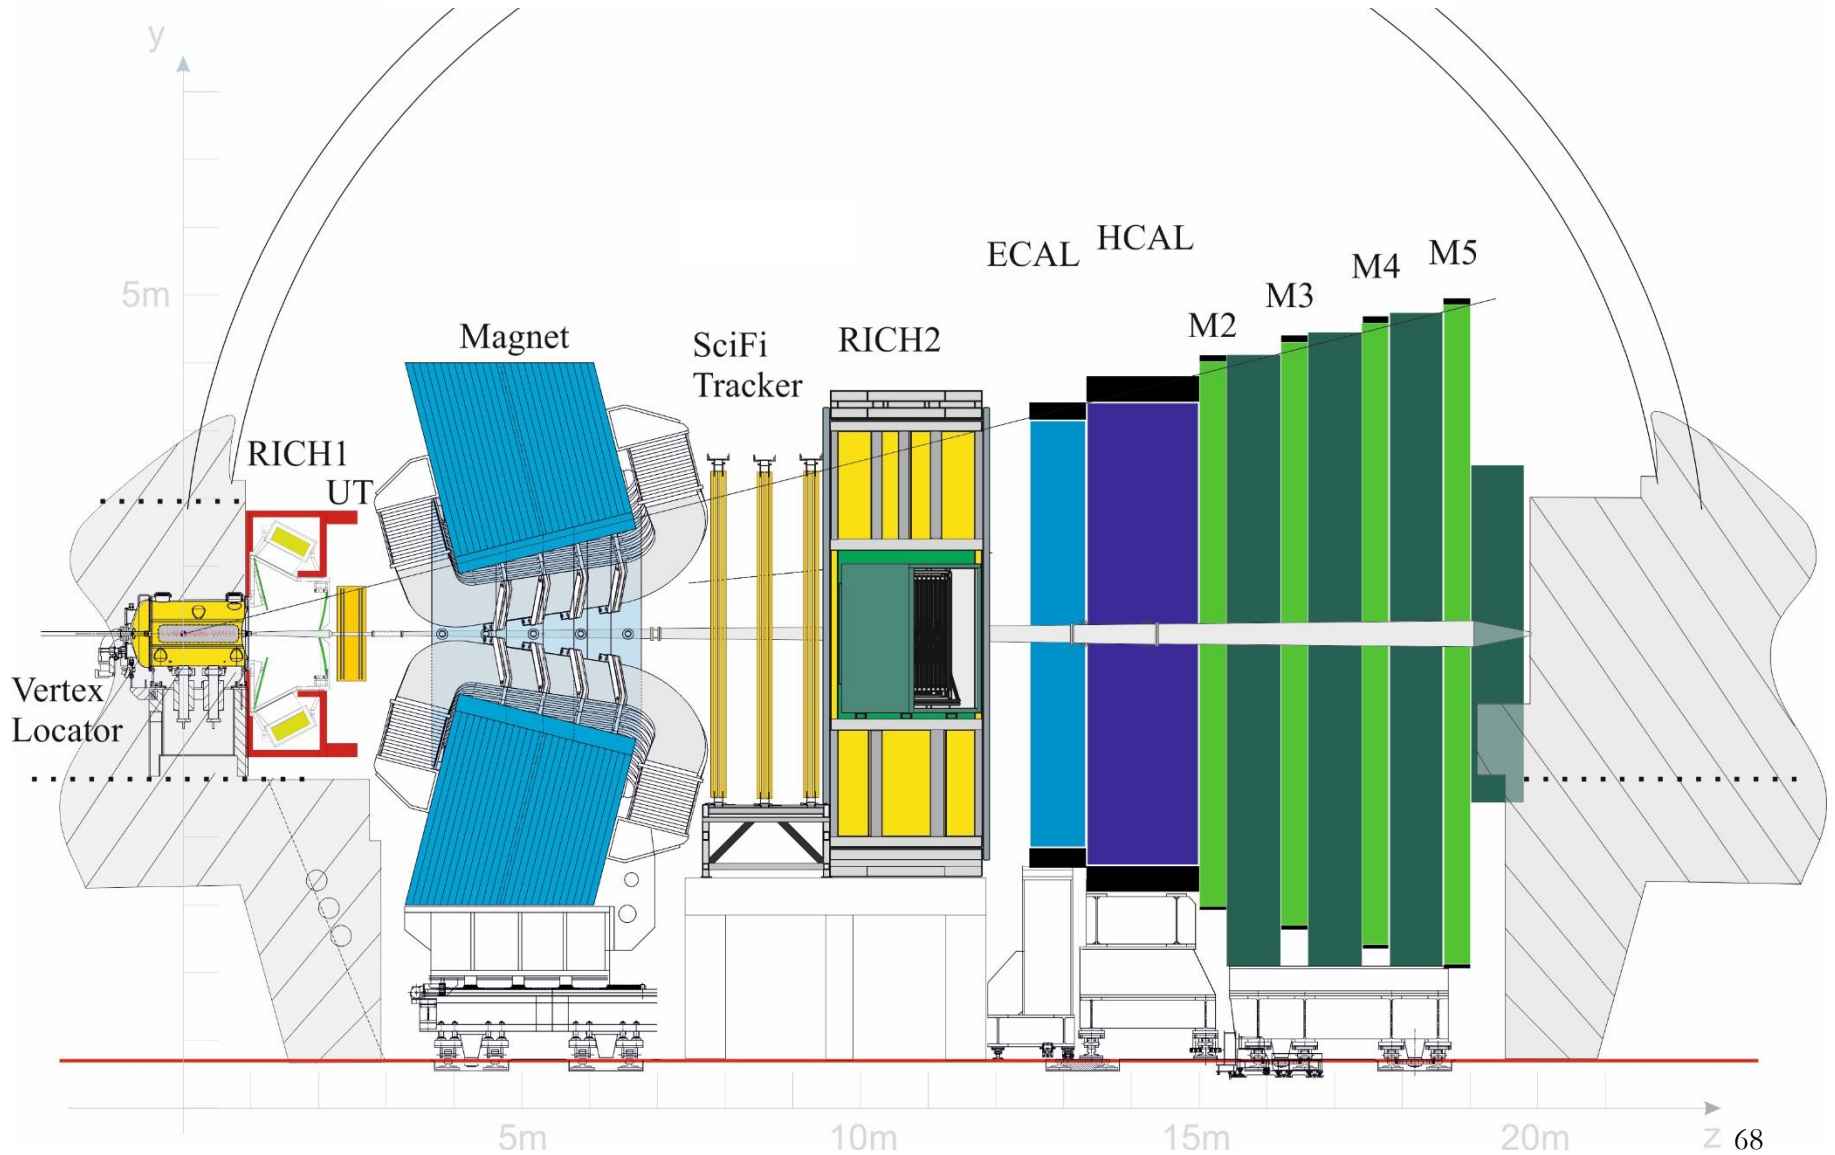 y
5m
ECAL
HCAL
M2
M3
M4
M5
Magnet
SciFi
Tracker
RICH2
RICH1
UT
Vertex
Locator
5m
10m
15m
20m
z
68